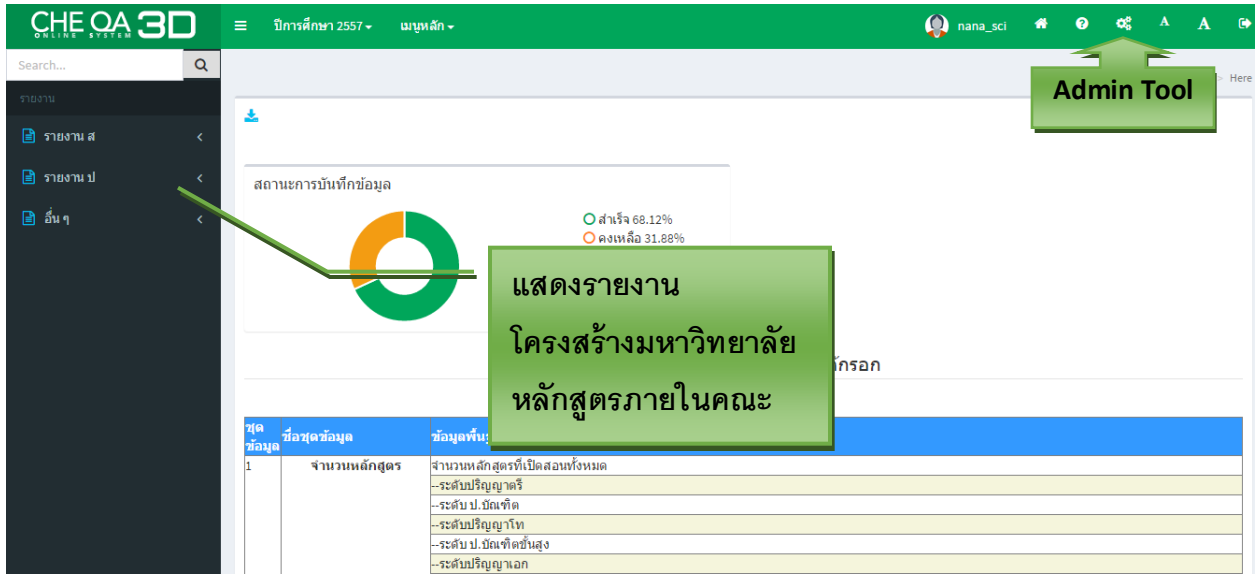 CHE QA 3D
ONLINE SYSTEM
ปีการศึกษา 2557
เมนูหลัก
nana_sci
A
A
Search...
> Here
Admin Tool
รายงาน
รายงาน ส
รายงาน ป
อื่น ๆ
สถานะการบันทึกข้อมูล
สำเร็จ 68.12%
คงเหลือ 31.88%
แสดงรายงาน
โครงสร้างมหาวิทยาลัย
หลักสูตรภายในคณะ
กรอก
ชุดข้อมูล ชื่อชุดข้อมูล ข้อมูลพื้น
1 จำนวนหลักสูตร จำนวนหลักสูตรที่เปิดสอนทั้งหมด
--ระดับปริญญาตรี
--ระดับ ป.บัณฑิต
--ระดับปริญญาโท
--ระดับ ป.บัณฑิตขั้นสูง
--ระดับปริญญาเอก